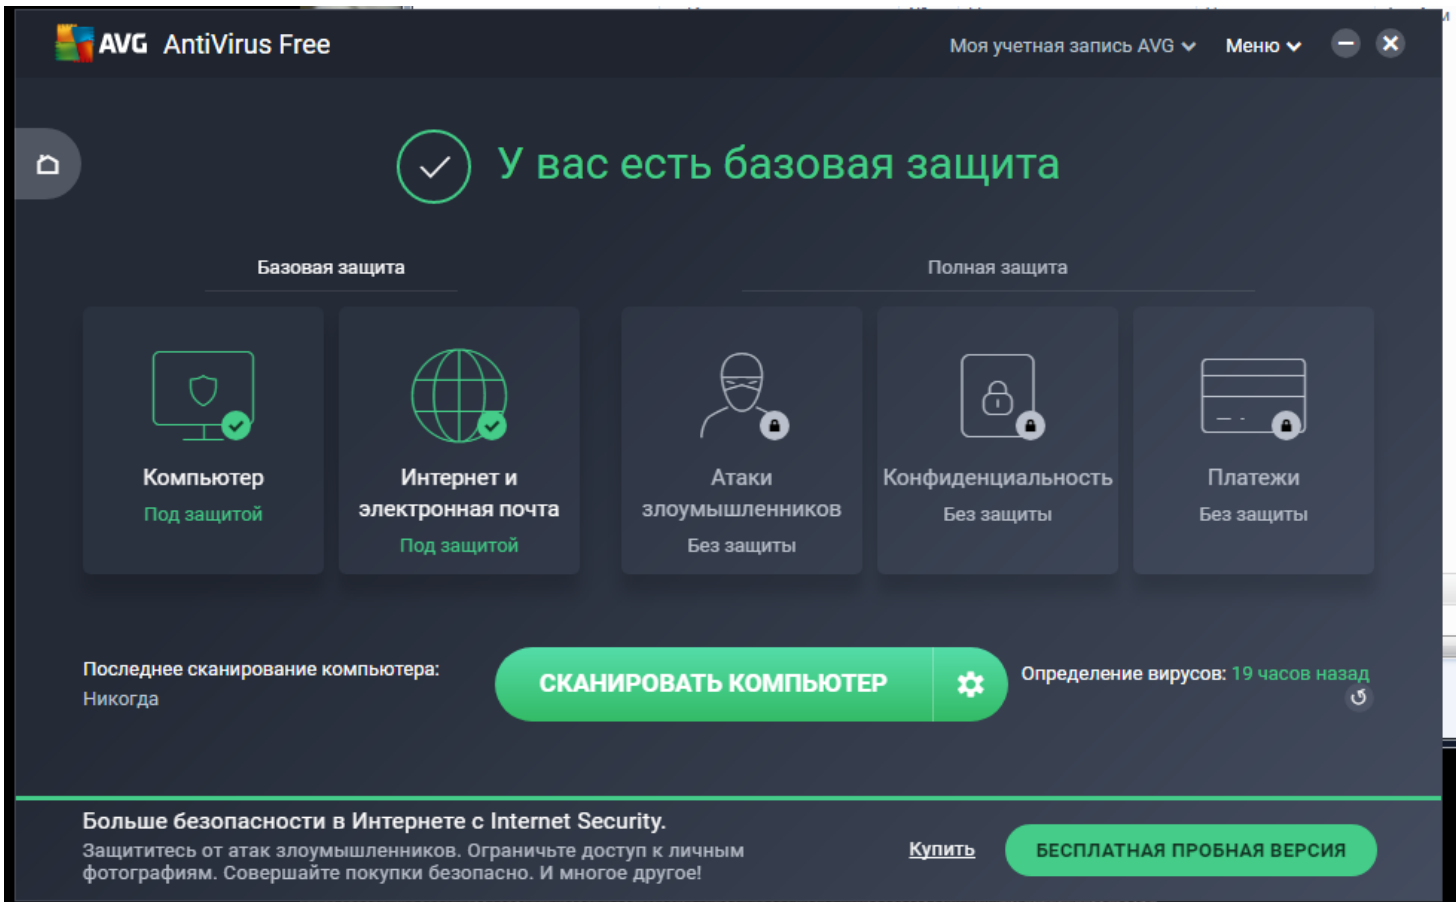 AVG AntiVirus Free
Моя учетная запись AVG
Меню
У вас есть базовая защита
Базовая защита
Полная защита
Компьютер
Под защитой
Интернет и
электронная почта
Под защитой
Атаки
злоумышленников
Без защиты
Конфиденциальность
Без защиты
Платежи
Без защиты
Последнее сканирование компьютера:
Никогда
СКАНИРОВАТЬ КОМПЬЮТЕР
Определение вирусов: 19 часов назад
Больше безопасности в Интернете с Internet Security.
Защититесь от атак злоумышленников. Ограничьте доступ к личным
фотографиям. Совершайте покупки безопасно. И многое другое!
Купить
БЕСПЛАТНАЯ ПРОБНАЯ ВЕРСИЯ